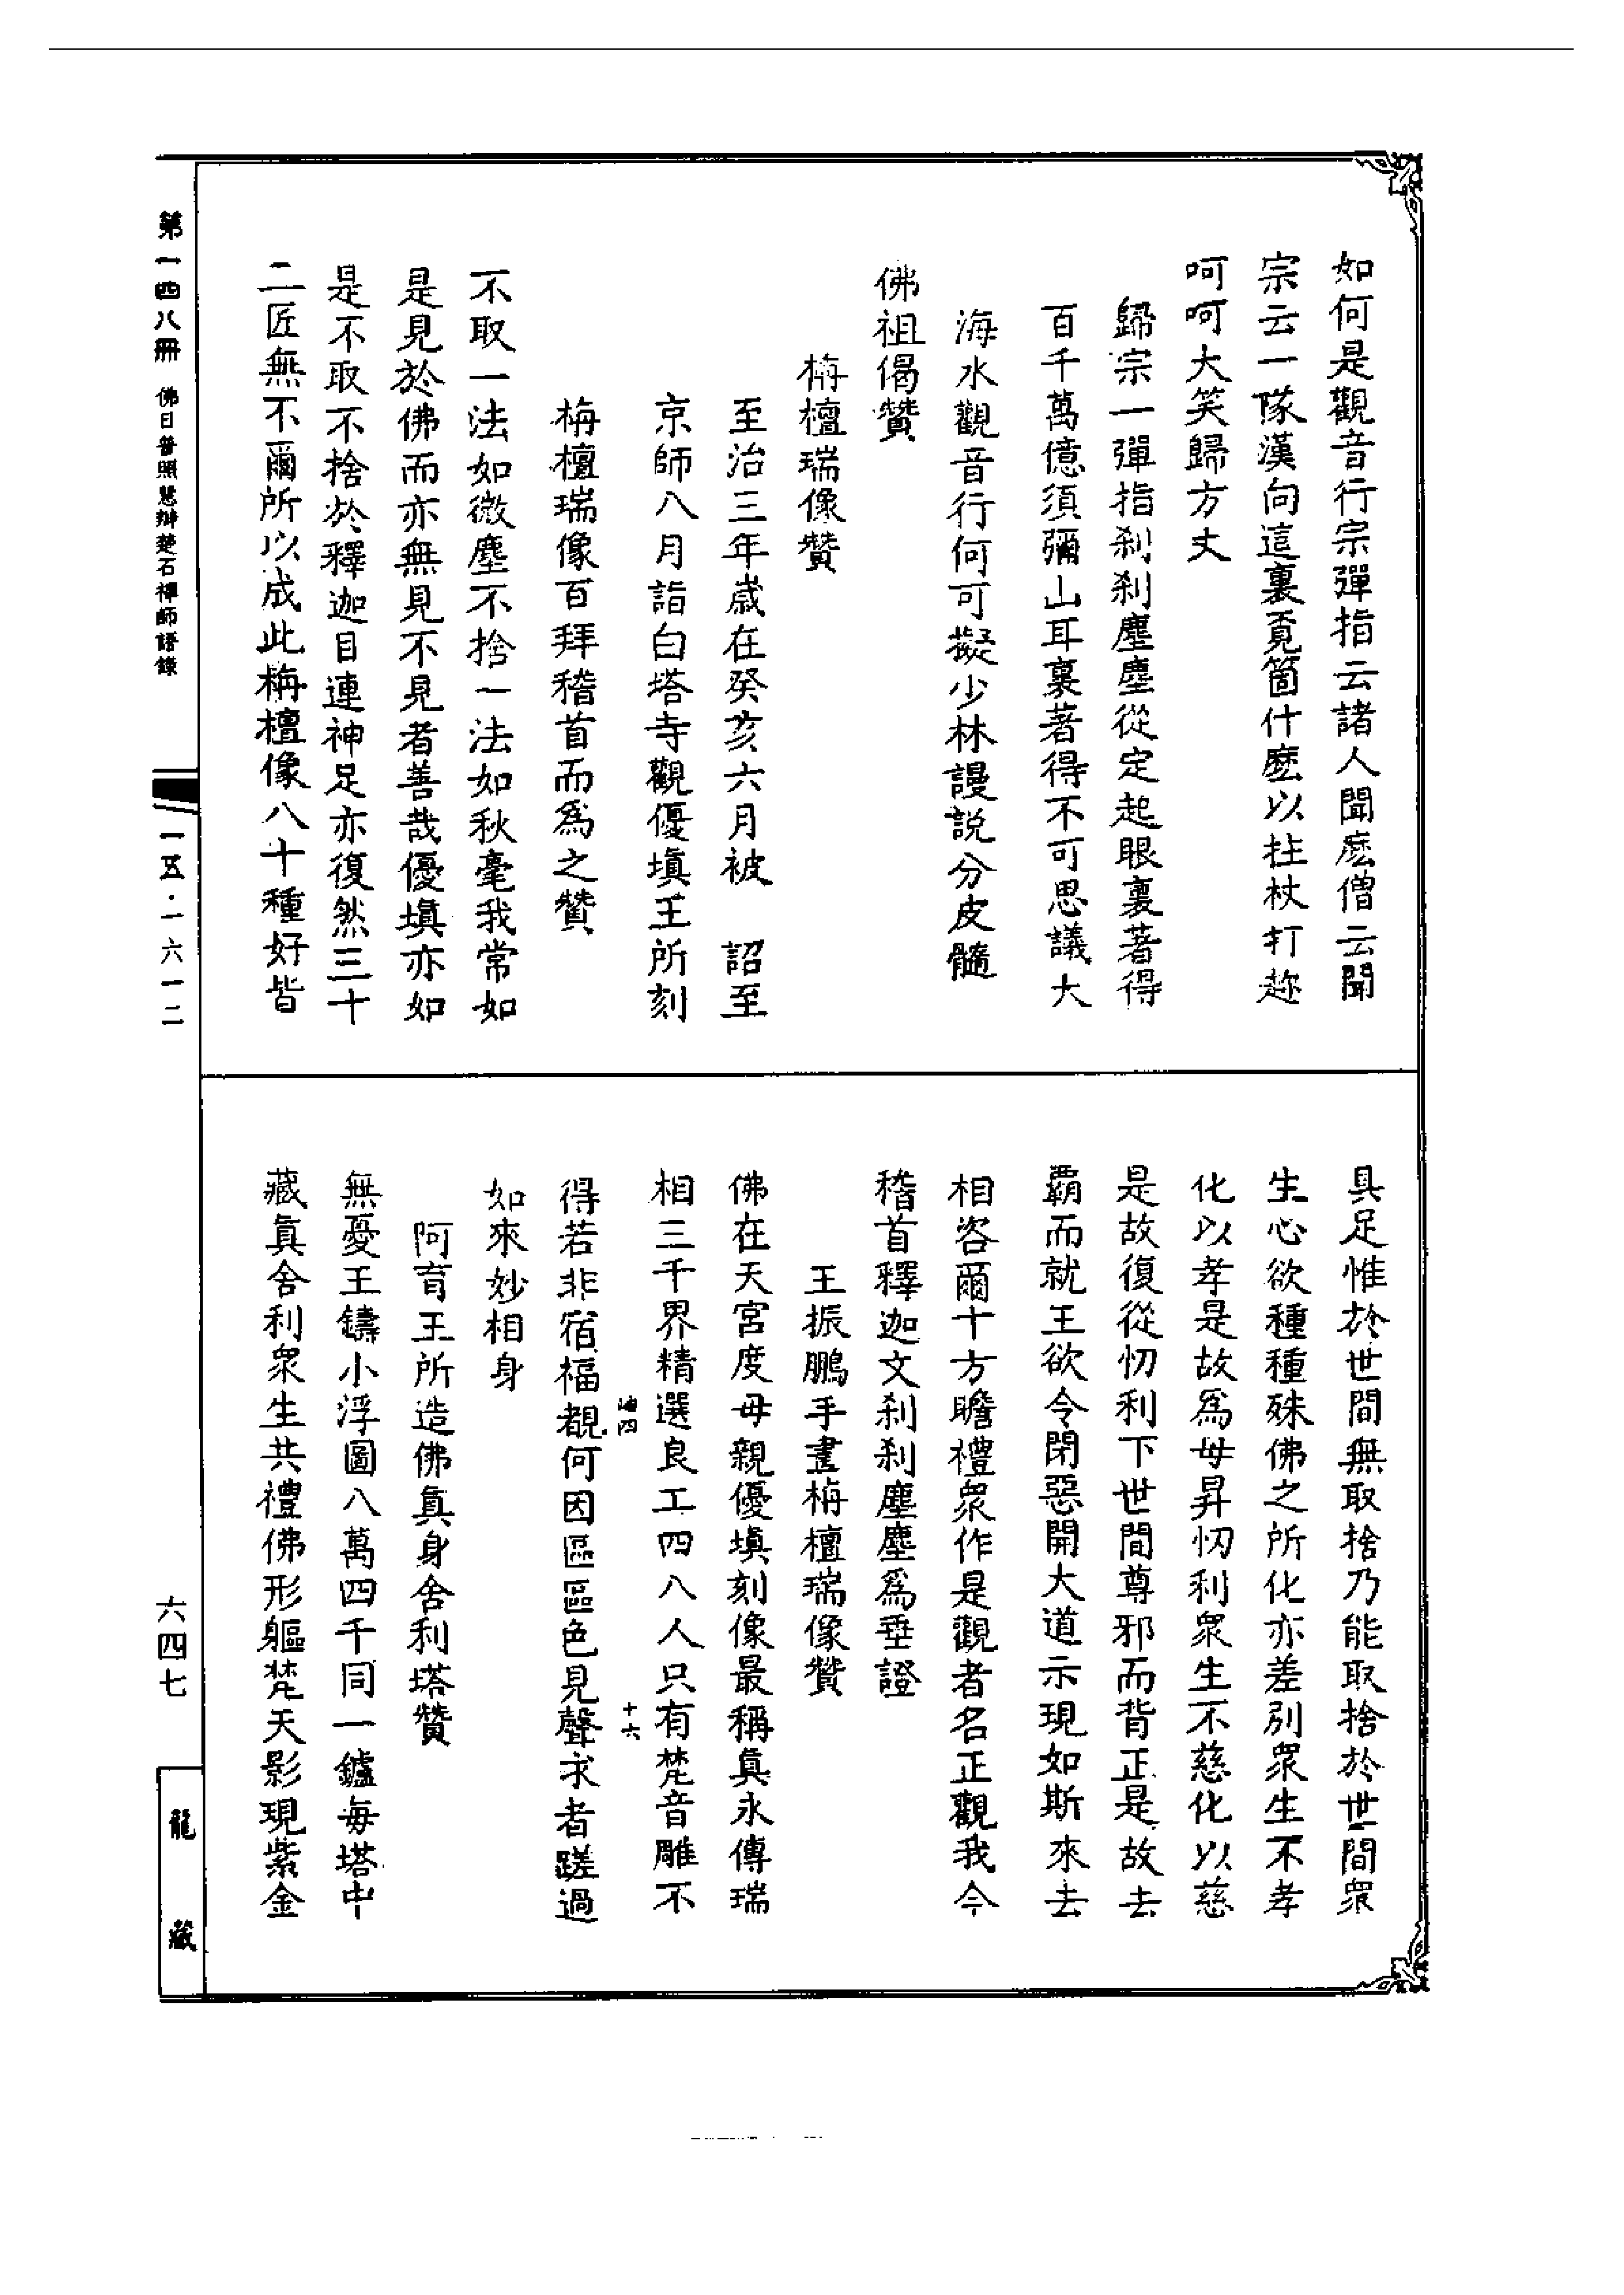 如何是觀音行宗彈指云諸人聞麽僧云聞
宗云一隊漢向這裏覓箇什麽以拄杖打趂
呵呵大笑歸方丈
歸宗一彈指刹刹塵塵從定起眼裏著得
百千萬億須彌山耳裏著得不可思議大
海水觀音行何可擬少林謾説分皮髓
佛祖偈贊
栴檀瑞像贊
至治三年歲在癸亥六月被　詔至
京師八月詣白塔寺觀優塡王所刻
栴檀瑞像百拜稽首而爲之贊
不取一法如微塵不捨一法如秋毫我常如
是見於佛而亦無見不見者善哉優塡亦如
是不取不捨於釋迦目連神足亦復然三十
二匠無不爾所以成此栴檀像八十種好皆
具足惟於世間無取捨乃能取捨於世間衆
生心欲種種殊佛之所化亦差別衆生不孝
化以孝是故爲母昇忉利衆生不慈化以慈
是故復從忉利下世間尊邪而背正是故去
覇而就王欲令閉惡開大道示現如斯來去
相咨爾十方瞻禮衆作是觀者名正觀我今
稽首釋迦文刹刹塵塵爲垂證
王振鵬手畫栴檀瑞像贊
佛在天宮度母親優塡刻像最稱眞永傳瑞
相三千界精選良工四八人只有梵音雕不
得若非宿福覩何因區區色見聲求者蹉過
如來妙相身
阿育王所造佛眞身舍利塔贊
無憂王鑄小浮圖八萬四千同一鑪每塔中
藏眞舍利衆生共禮佛形軀梵天影現紫金
十六
第一四八冊　佛日普照慧辯楚石禪師語錄
一五·一六一二
六四七
龍藏